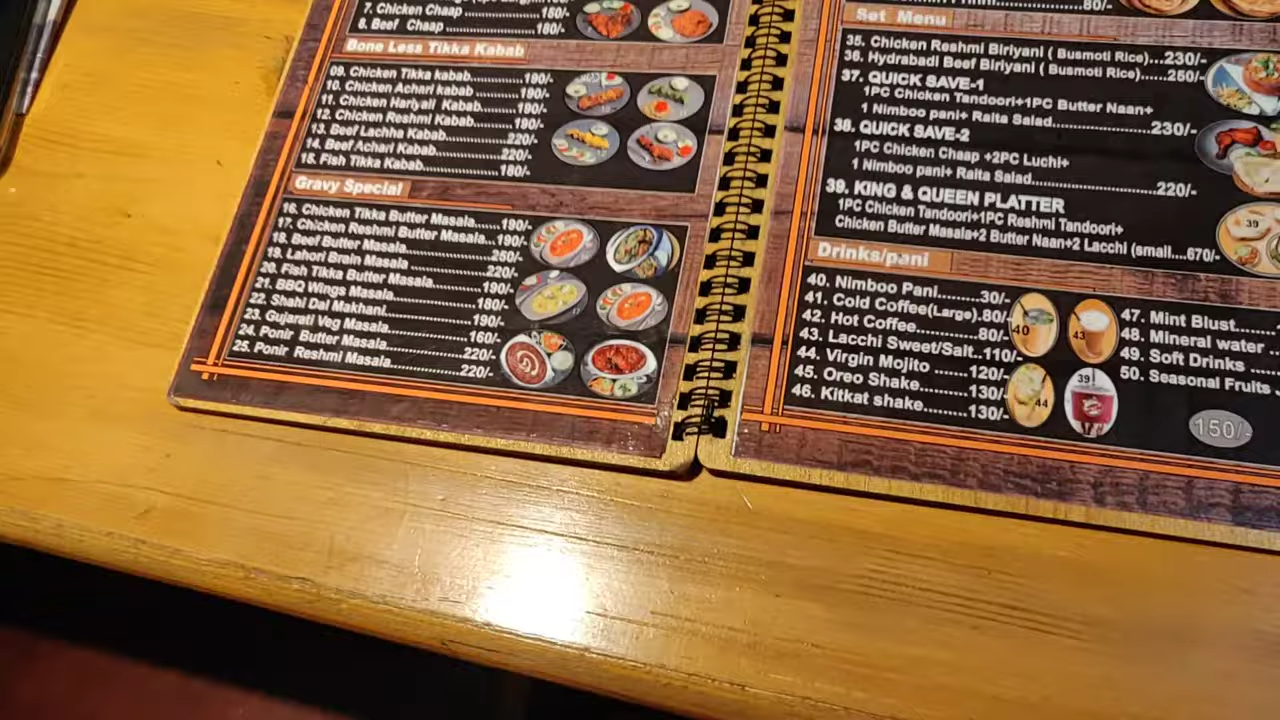 7. Chicken Chaap ............150/-
8. Beef Chaap ............180/-
Bone Less Tikka Kabab
09. Chicken Tikka kabab............190/-
10. Chicken Achari kabab ............190/-
11. Chicken Hariyali Kabab............190/-
12. Chicken Reshmi Kabab............190/-
13. Beef Lachha Kabab............220/-
14. Beef Achari Kabab............220/-
15. Fish Tikka Kabab............180/-
Gravy Special
16. Chicken Tikka Butter Masala............190/-
17. Chicken Reshmi Butter Masala...190/-
18. Beef Butter Masala............250/-
19. Lahori Brain Masala ............220/-
20. Fish Tikka Butter Masala............190/-
21. BBQ Wings Masala............180/-
22. Shahi Dal Makhani............190/-
23. Gujarati Veg Masala............160/-
24. Ponir Butter Masala............220/-
25. Ponir Reshmi Masala............220/-
80/-
Set Menu
35. Chicken Reshmi Biriyani ( Busmoti Rice)...230/-
36. Hydrabadi Beef Biriyani ( Busmoti Rice)....250/-
37. QUICK SAVE-1
1PC Chicken Tandoori+1PC Butter Naan+
1 Nimboo pani+ Raita Salad............230/-
38. QUICK SAVE-2
1PC Chicken Chaap +2PC Luchi+
1 Nimboo pani+ Raita Salad............220/-
39. KING & QUEEN PLATTER
1PC Chicken Tandoori+1PC Reshmi Tandoori+
Chicken Butter Masala+2 Butter Naan+2 Lacchi (small....670/-
39
Drinks/pani
40. Nimboo Pani........30/-
41. Cold Coffee(Large).80/-
42. Hot Coffee.........80/-
43. Lacchi Sweet/Salt..110/-
44. Virgin Mojito ......120/-
45. Oreo Shake.........130/-
46. Kitkat shake........130/-
40
43
44
39
47. Mint Blust.......
48. Mineral water ..
49. Soft Drinks .......
50. Seasonal Fruits .
150/-